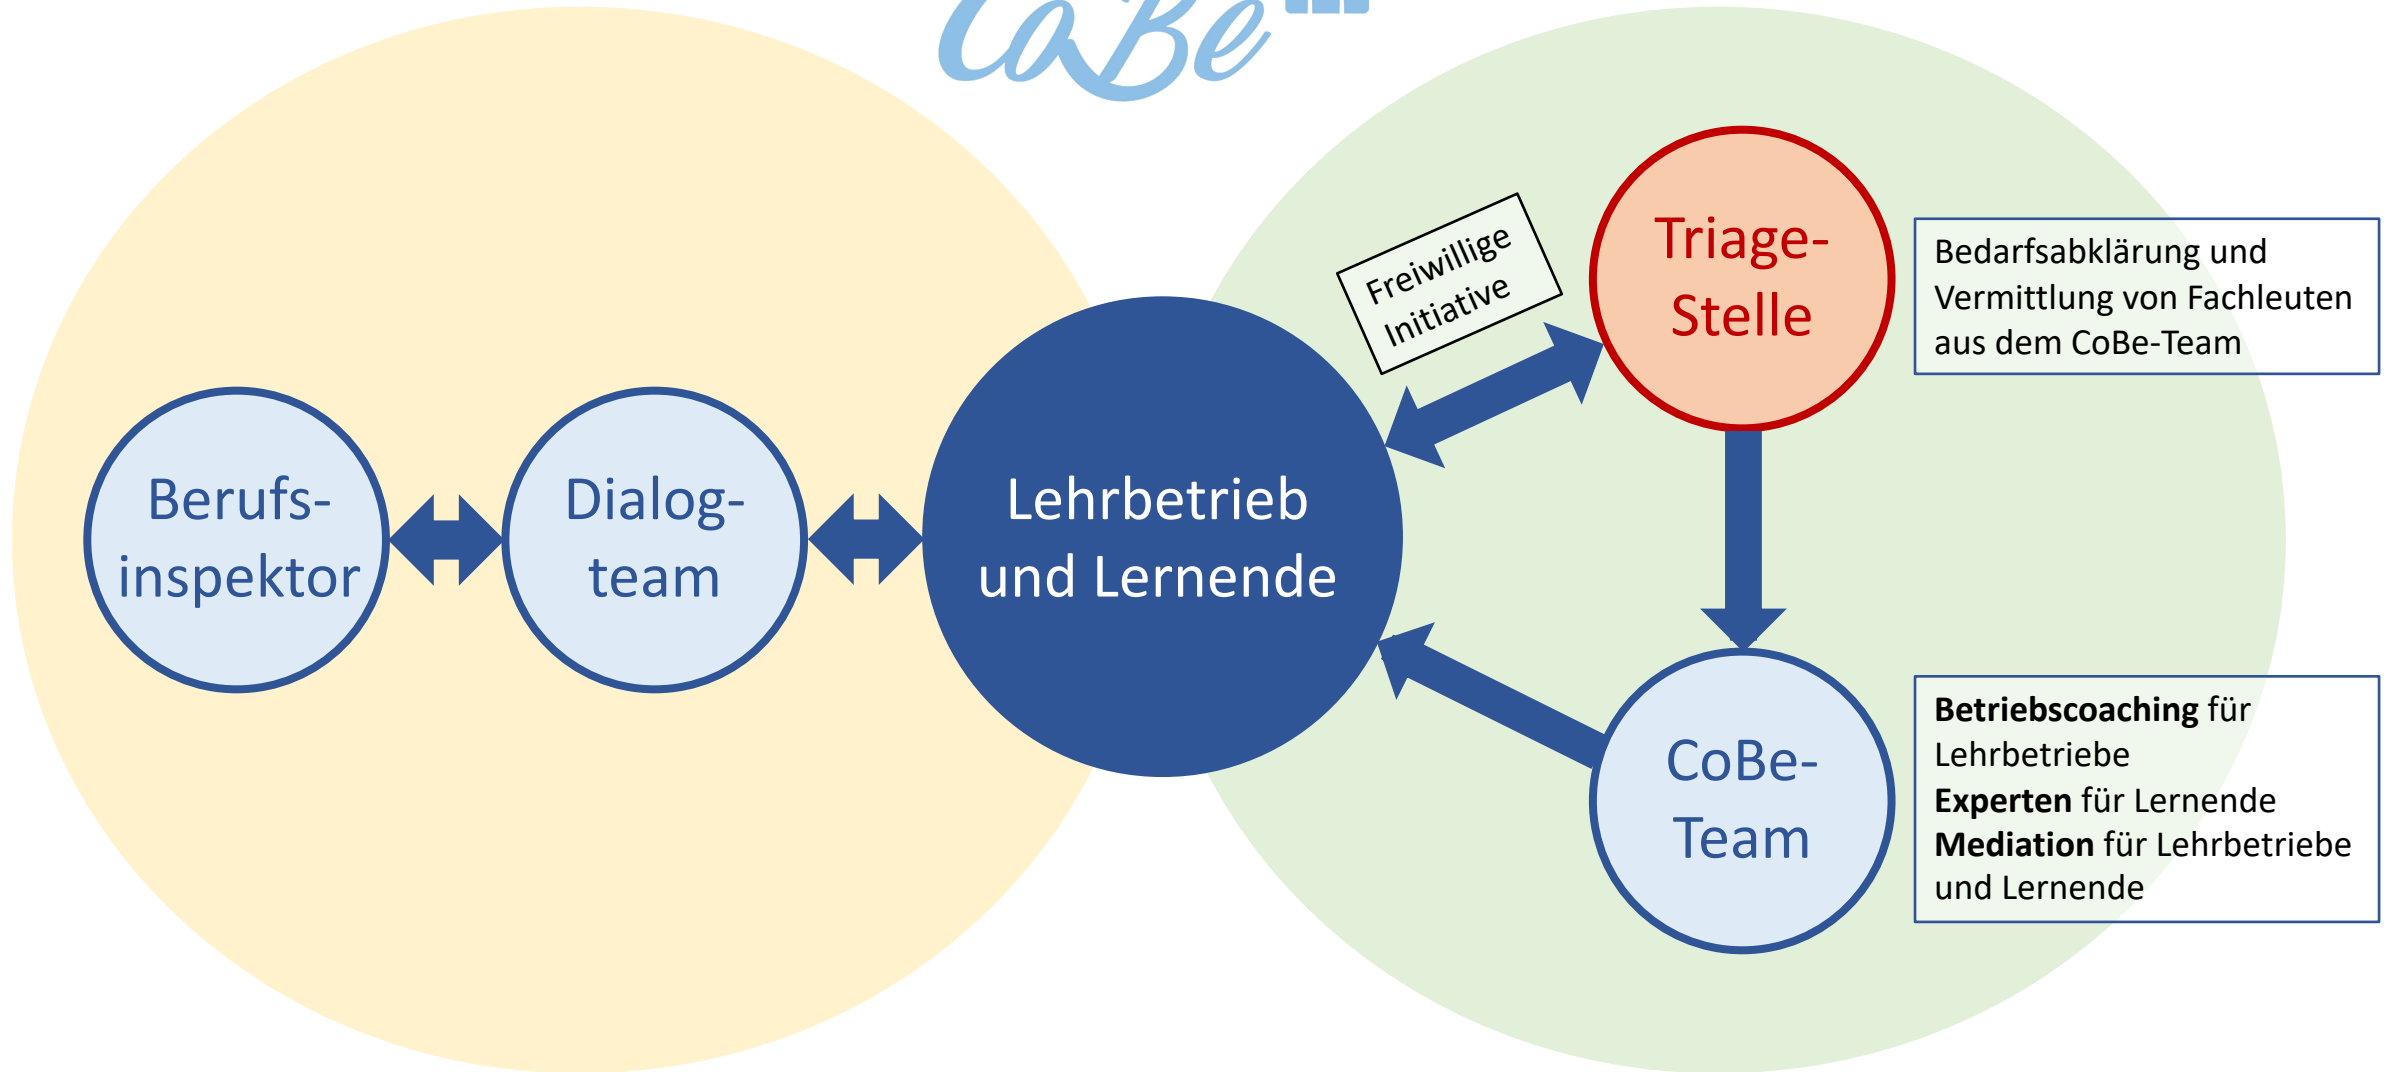 CoBe
Berufs-
inspektor
Dialog-
team
Lehrbetrieb
und Lernende
Freiwillige
Initiative
Triage-
Stelle
Bedarfsabklärung und
Vermittlung von Fachleuten
aus dem CoBe-Team
CoBe-
Team
Betriebscoaching für
Lehrbetriebe
Experten für Lernende
Mediation für Lehrbetriebe
und Lernende